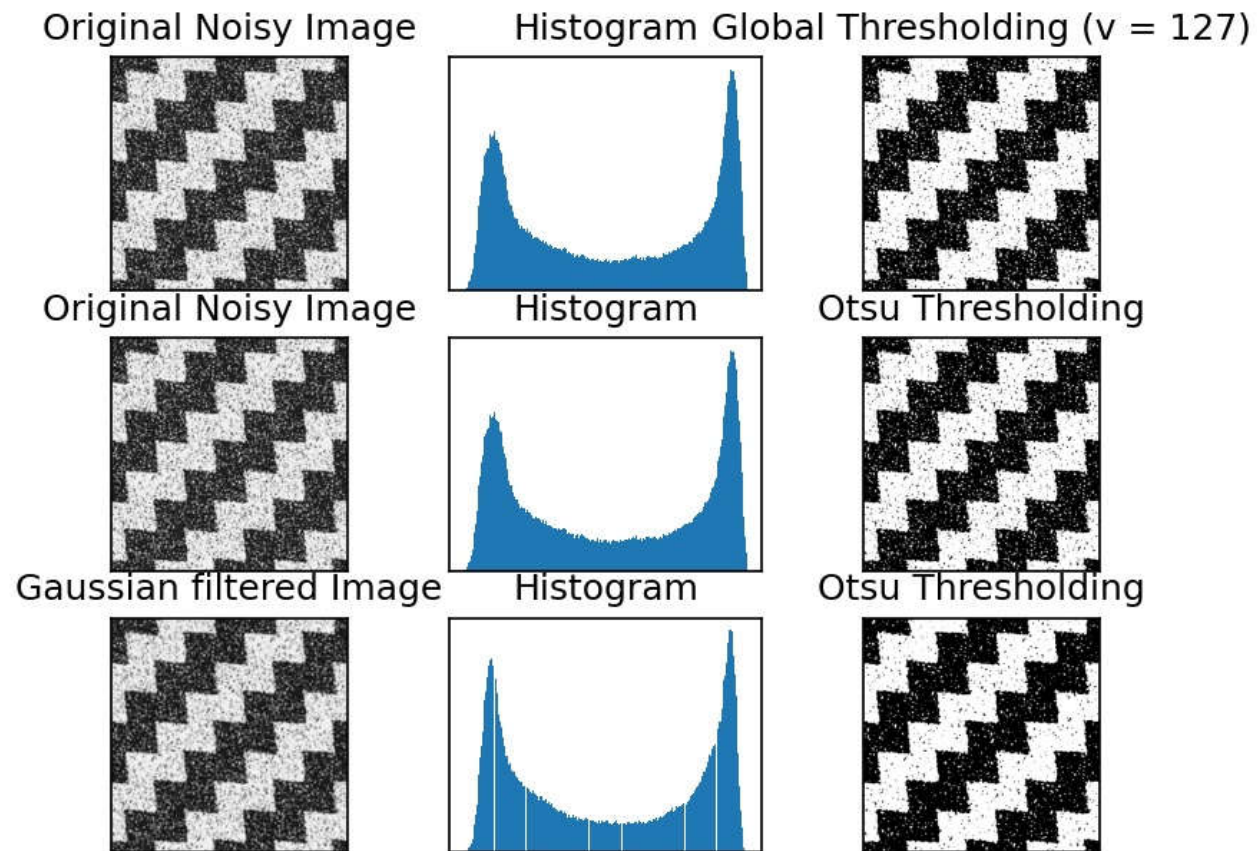 Original Noisy Image
Histogram
Global Thresholding (v = 127)
Original Noisy Image
Histogram
Otsu Thresholding
Gaussian filtered Image
Histogram
Otsu Thresholding